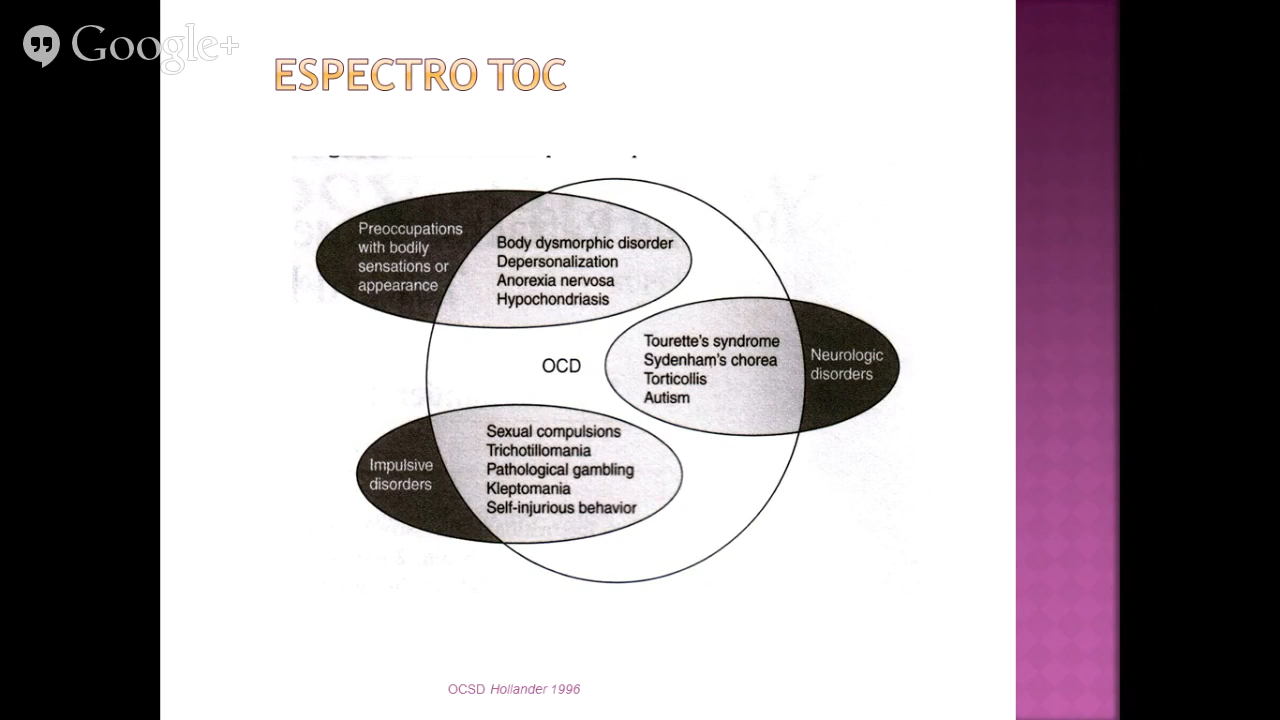 Google+
ESPECTRO TOC
Preoccupations
with bodily
sensations or
appearance
Body dysmorphic disorder
Depersonalization
Anorexia nervosa
Hypochondriasis
OCD
Tourette's syndrome
Sydenham's chorea
Torticollis
Autism
Neurologic
disorders
Impulsive
disorders
Sexual compulsions
Trichotillomania
Pathological gambling
Kleptomania
Self-injurious behavior
OCSD Hollander 1996